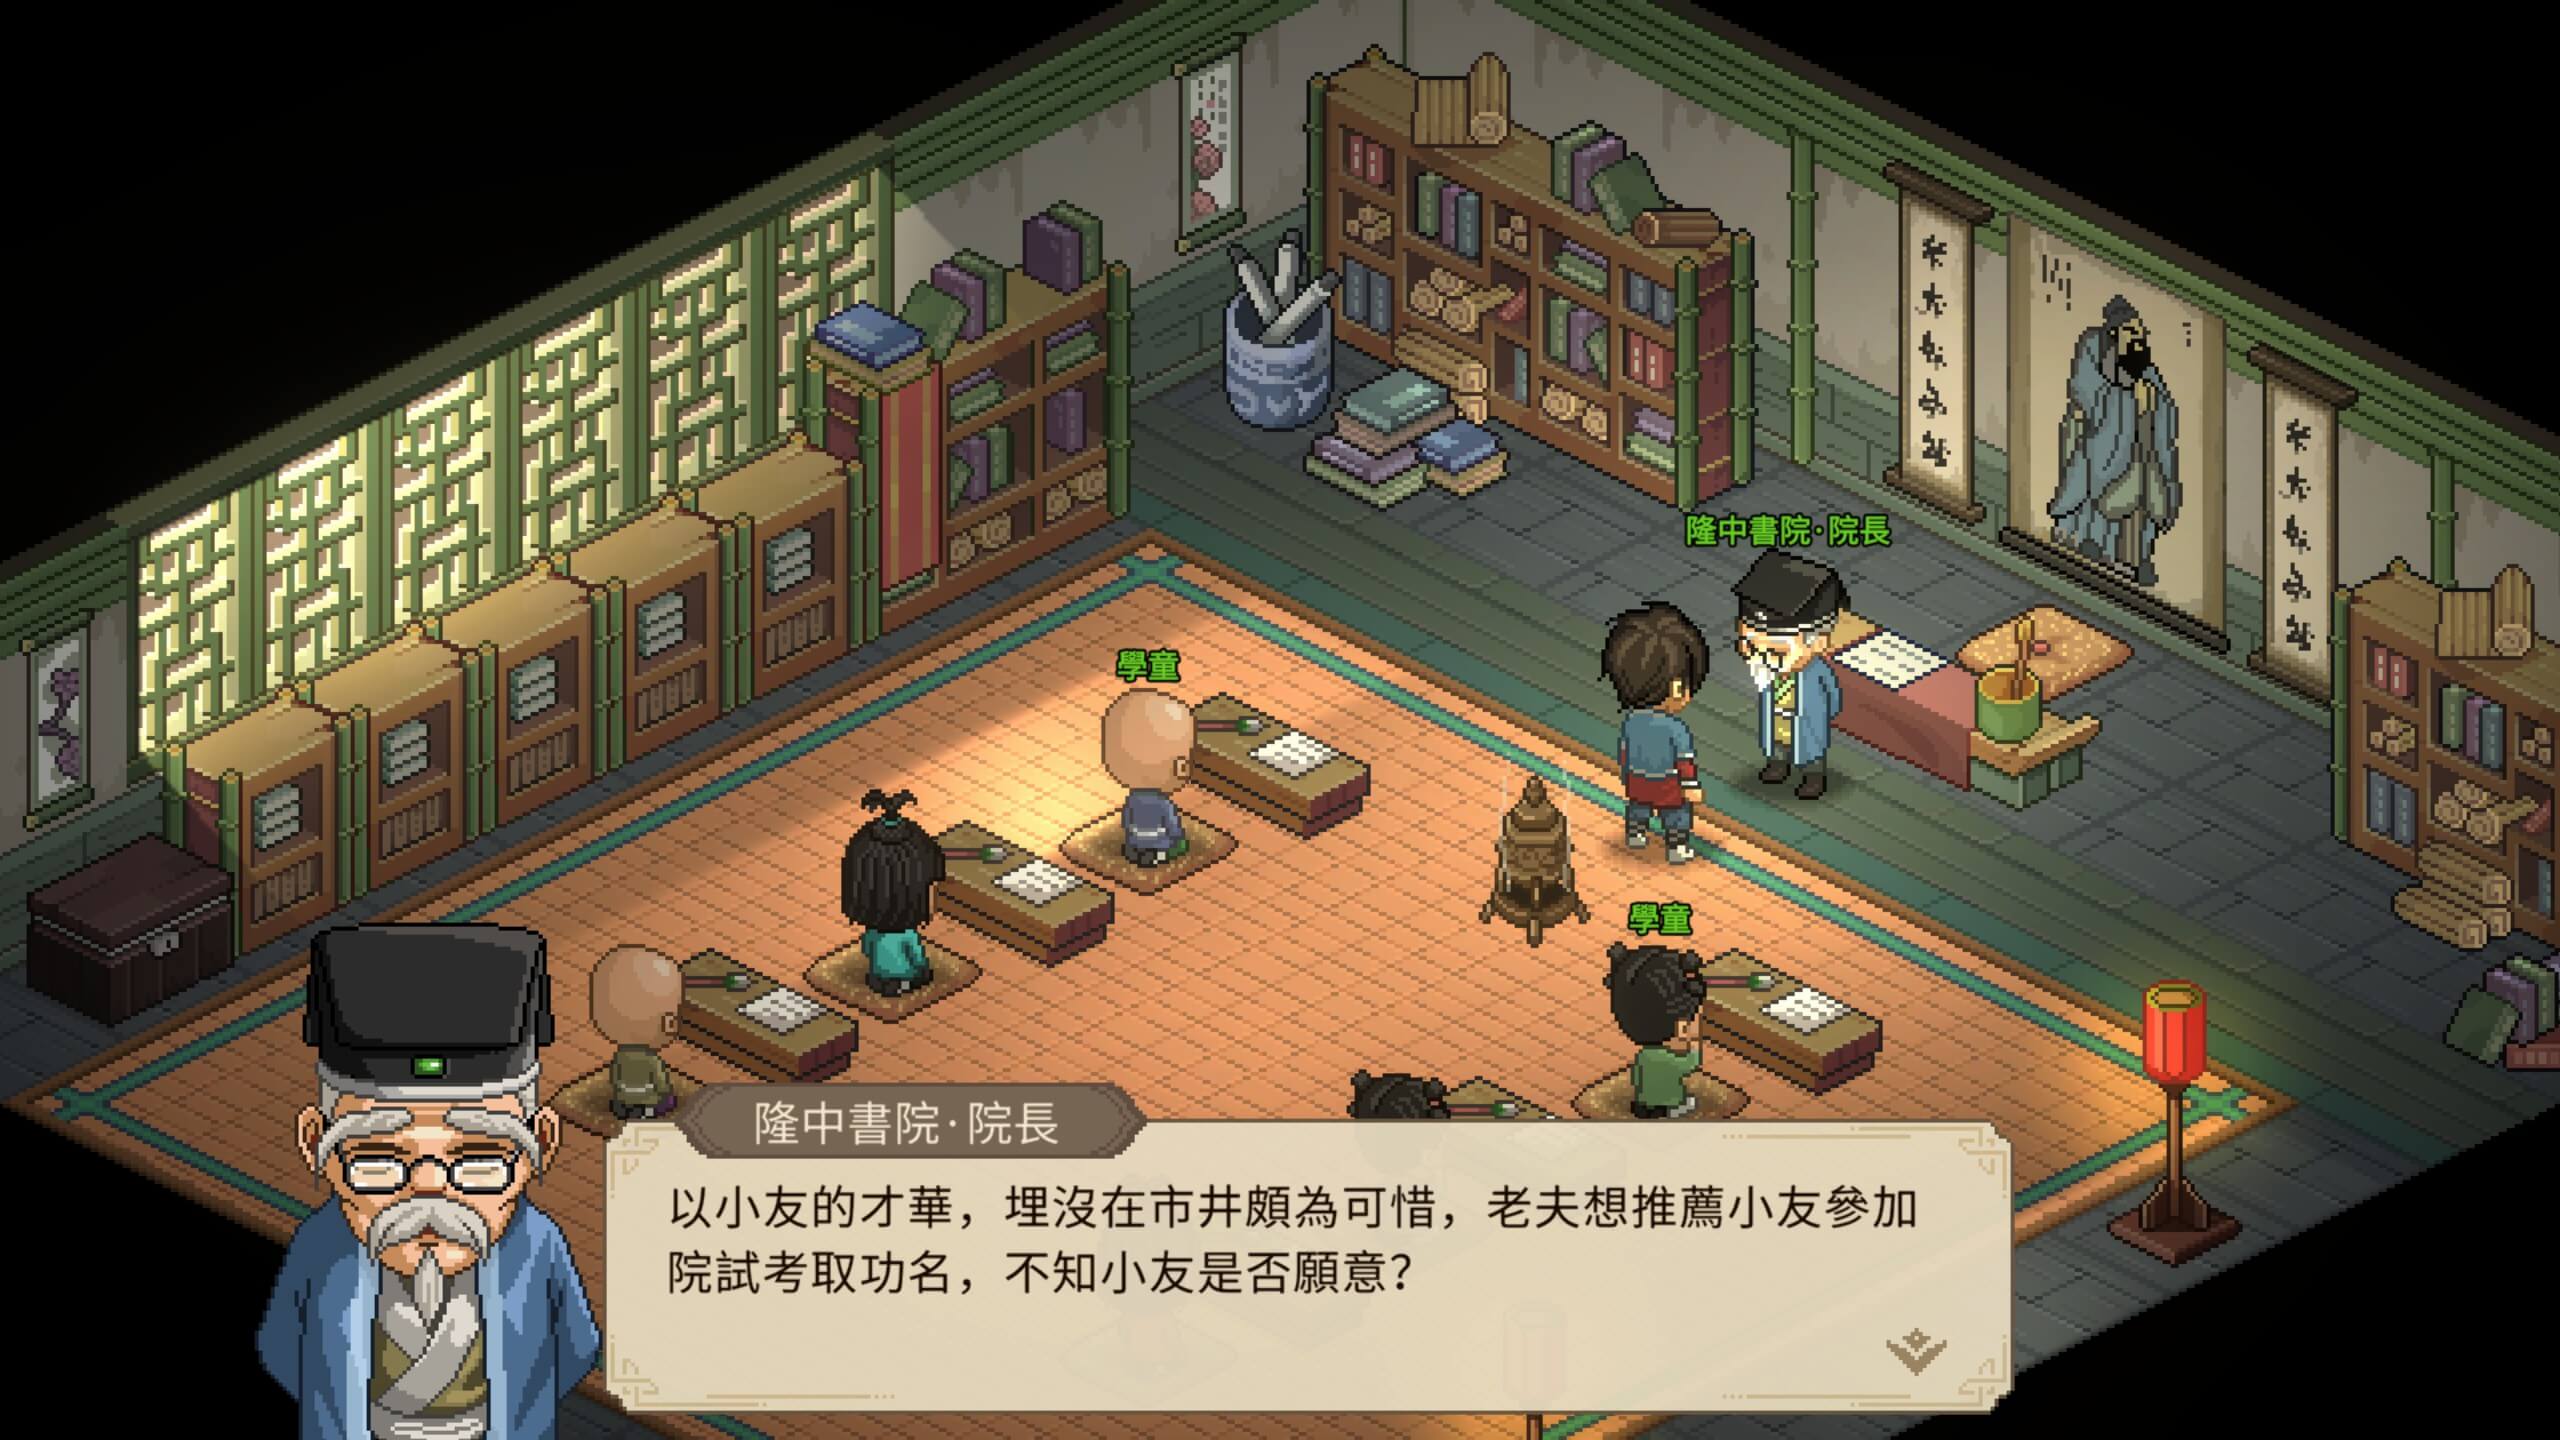 隆中書院·院長
學童
學童
隆中書院·院長
以小友的才華，埋沒在市井頗為可惜，老夫想推薦小友參加
院試考取功名，不知小友是否願意？